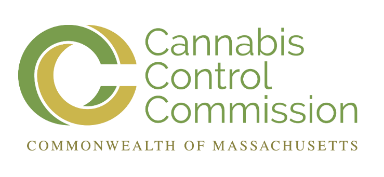 Cannabis
Control
Commission
COMMONWEALTH OF MASSACHUSETTS